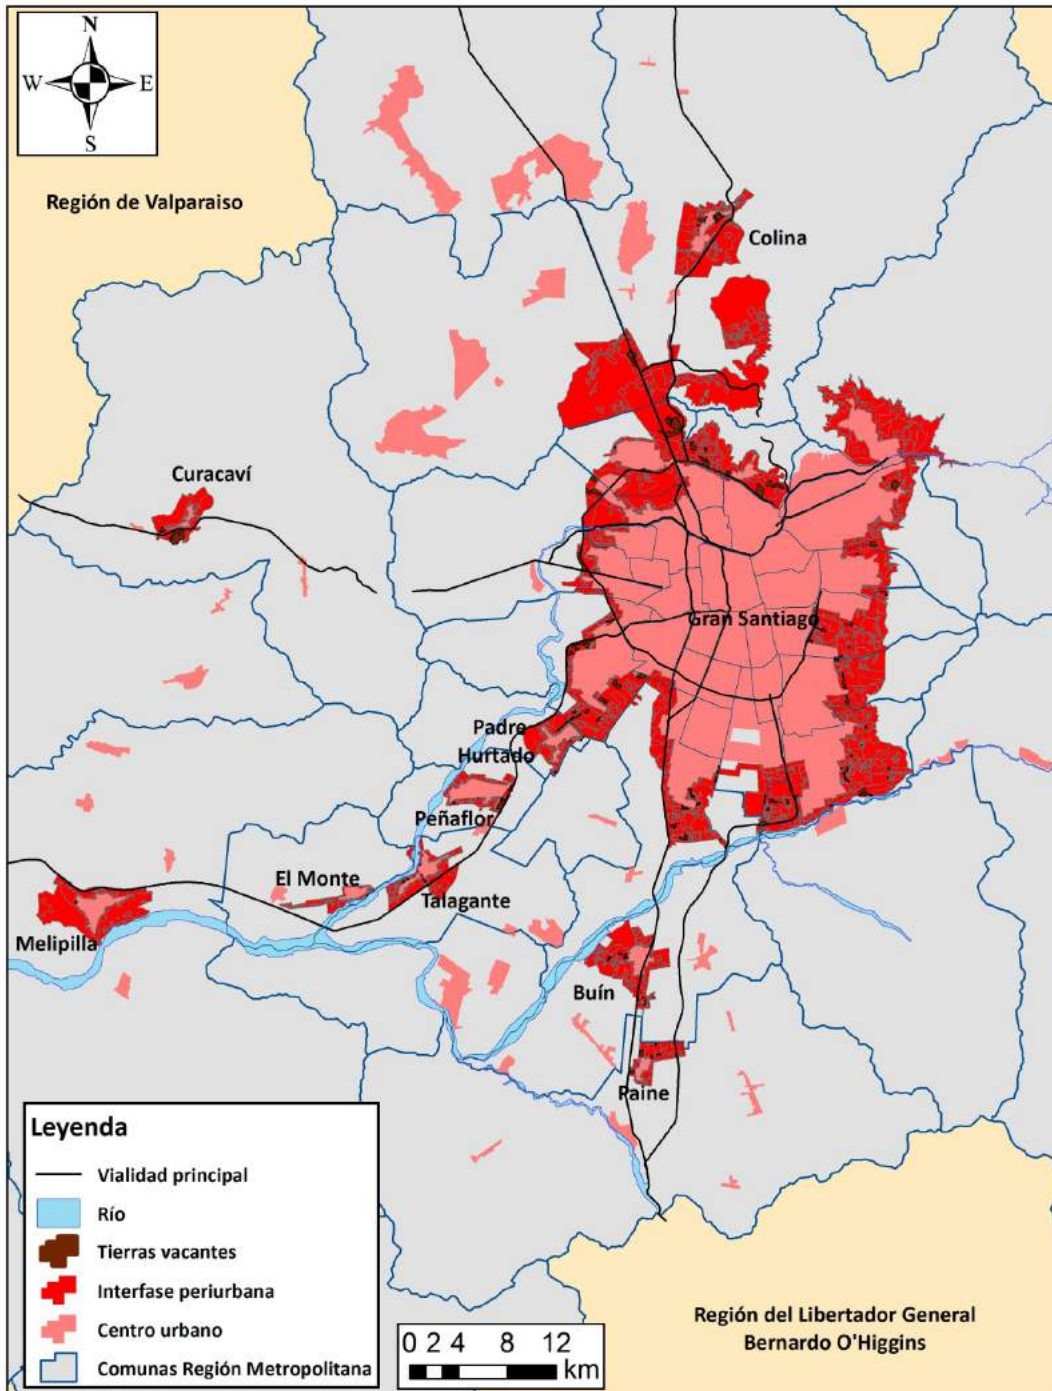 N
W
E
S
Región de Valparaiso
Colina
Curacaví
Gran Santiago
Padre
Hurtado
Peñaflor
El Monte
Talagante
Melipilla
Buín
Paine
Leyenda
Vialidad principal
Río
Tierras vacantes
Interfase periurbana
Centro urbano
Comunas Región Metropolitana
0 2 4 8 12
km
Región del Libertador General
Bernardo O'Higgins